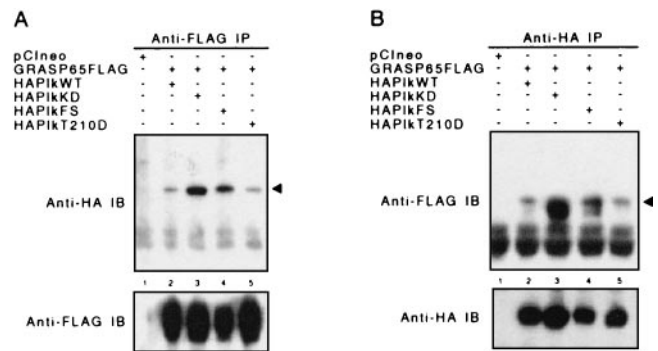 A
Anti-FLAG IP
pCIneo + - - - -
GRASP65FLAG - + + + +
HAPlkWT - + - - -
HAPlkKD - - + - -
HAPlkFS - - - + -
HAPlkT210D - - - - +
Anti-HA IB
1 2 3 4 5
Anti-FLAG IB
B
Anti-HA IP
pCIneo + - - - -
GRASP65FLAG - + + + +
HAPlkWT - + - - -
HAPlkKD - - + - -
HAPlkFS - - - + -
HAPlkT210D - - - - +
Anti-FLAG IB
1 2 3 4 5
Anti-HA IB